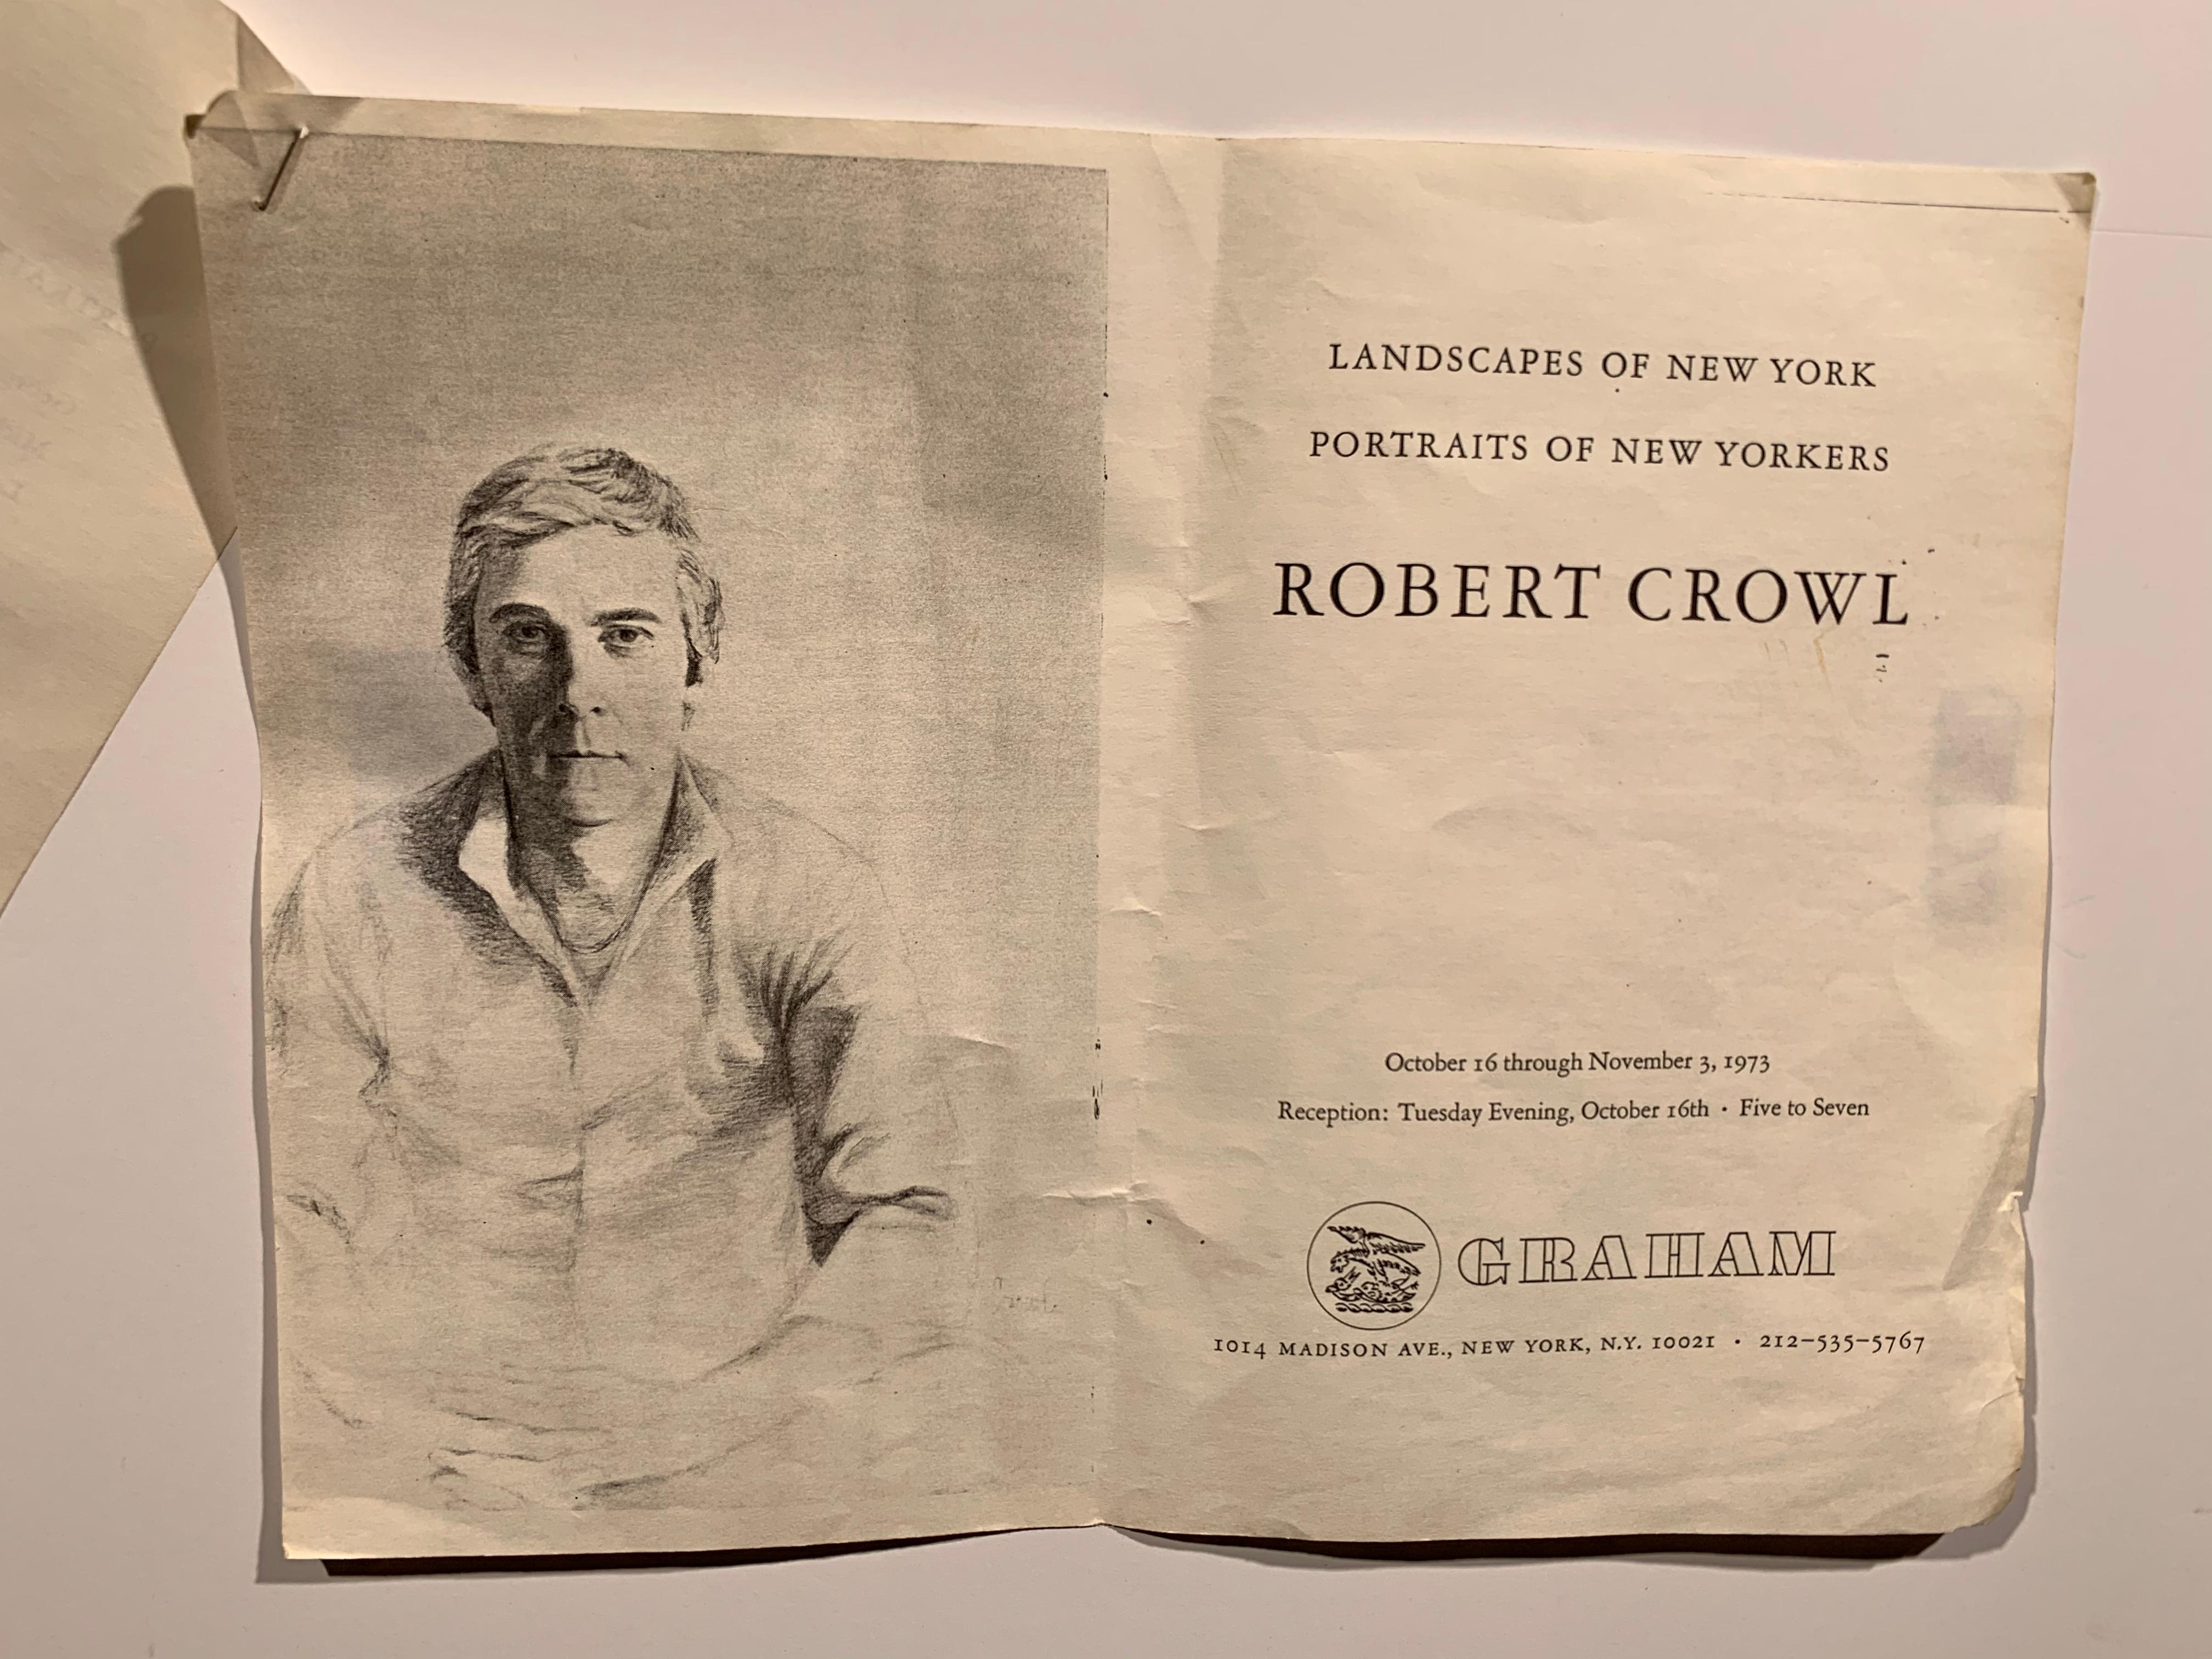 LANDSCAPES OF NEW YORK
PORTRAITS OF NEW YORKERS
ROBERT CROWL
October 16 through November 3, 1973
Reception: Tuesday Evening, October 16th · Five to Seven
GRAHAM
1014 MADISON AVE., NEW YORK, N.Y. 10021 · 212–535–5767